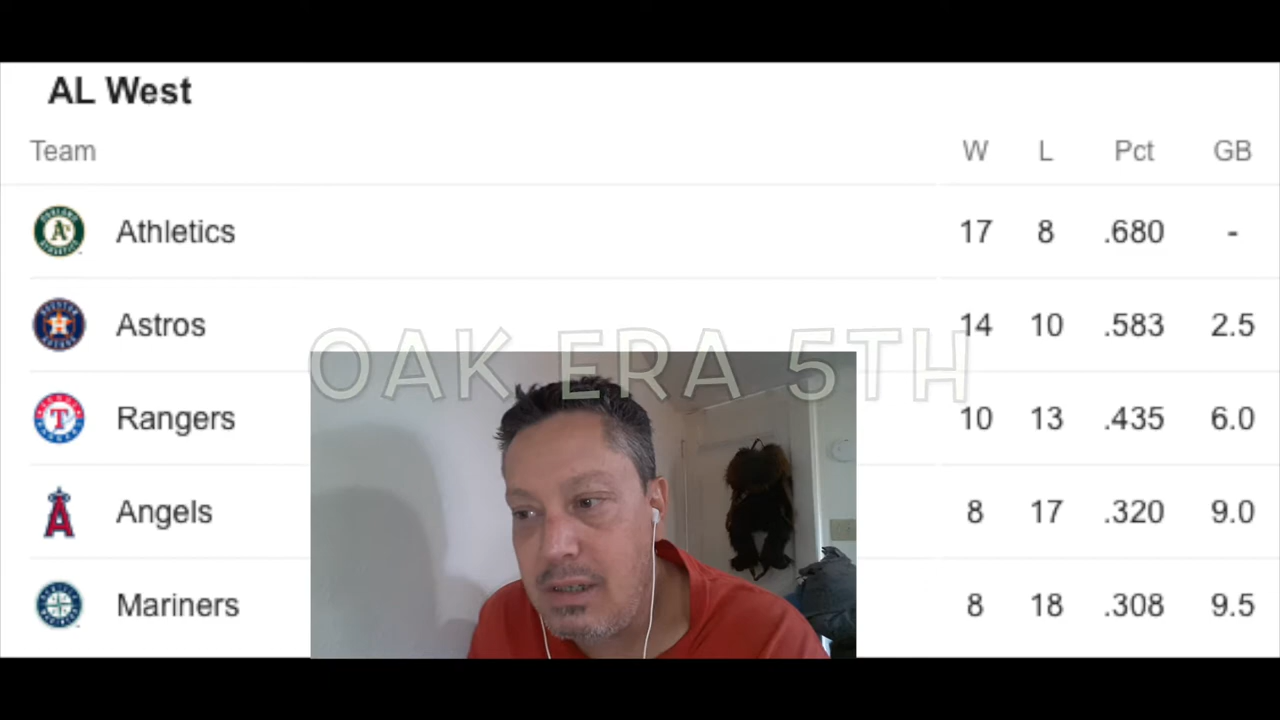 AL West
Team W L Pct GB
Athletics 17 8 .680 -
Astros 14 10 .583 2.5
OAK ERA 5TH
Rangers 10 13 .435 6.0
Angels 8 17 .320 9.0
Mariners 8 18 .308 9.5